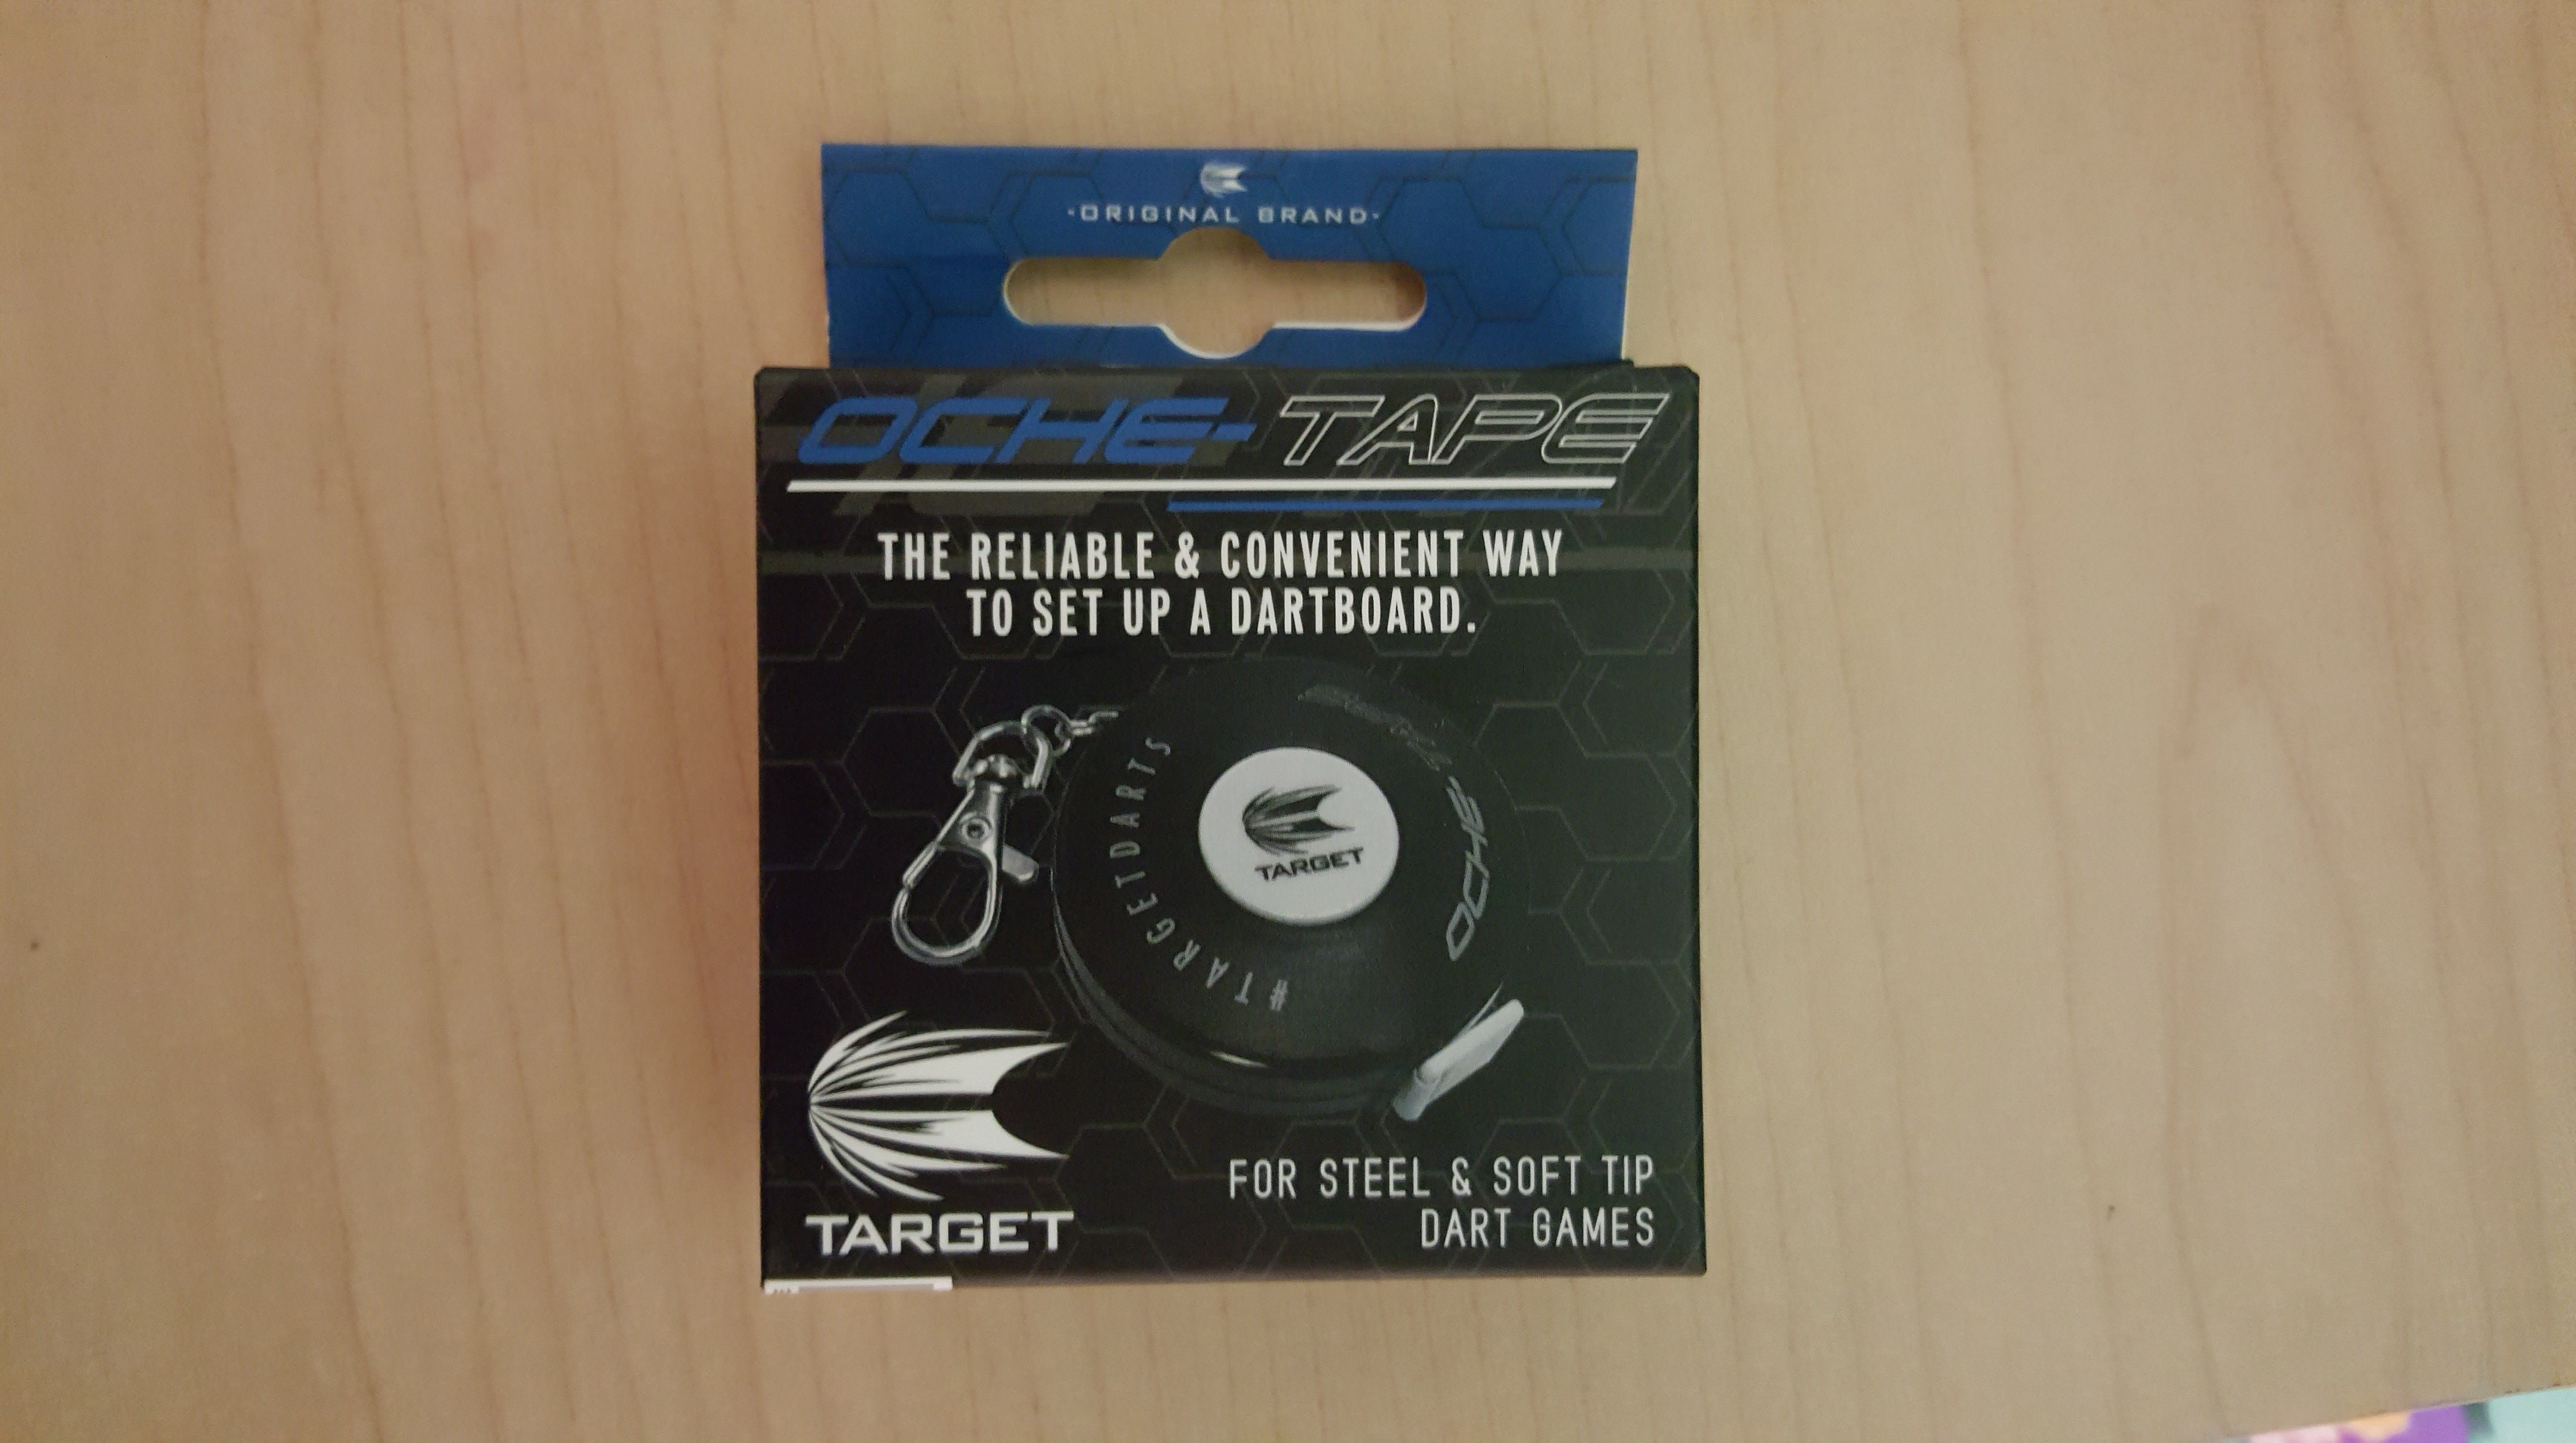 ·ORIGINAL BRAND·
OCHE-TAPE
THE RELIABLE & CONVENIENT WAY
TO SET UP A DARTBOARD.
#TARGETDARTS
TARGET
OCHE-
TARGET
FOR STEEL & SOFT TIP
DART GAMES